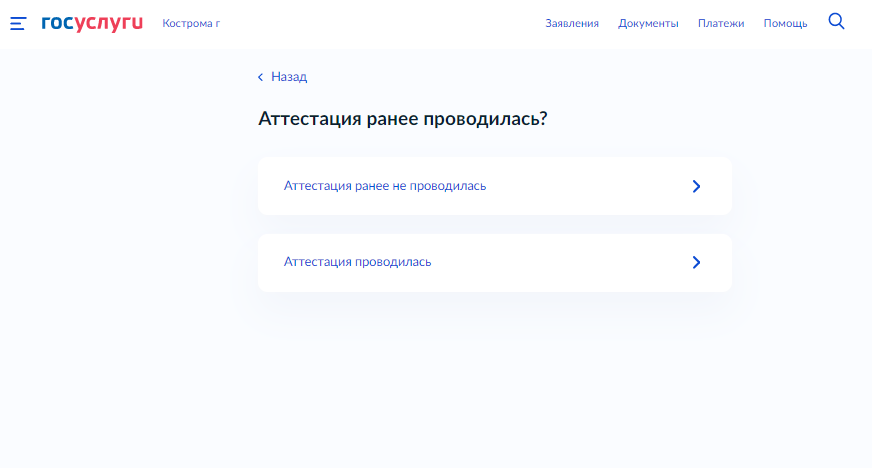 госуслуги Кострома г Заявления Документы Платежи Помощь
Назад
Аттестация ранее проводилась?
Аттестация ранее не проводилась
Аттестация проводилась